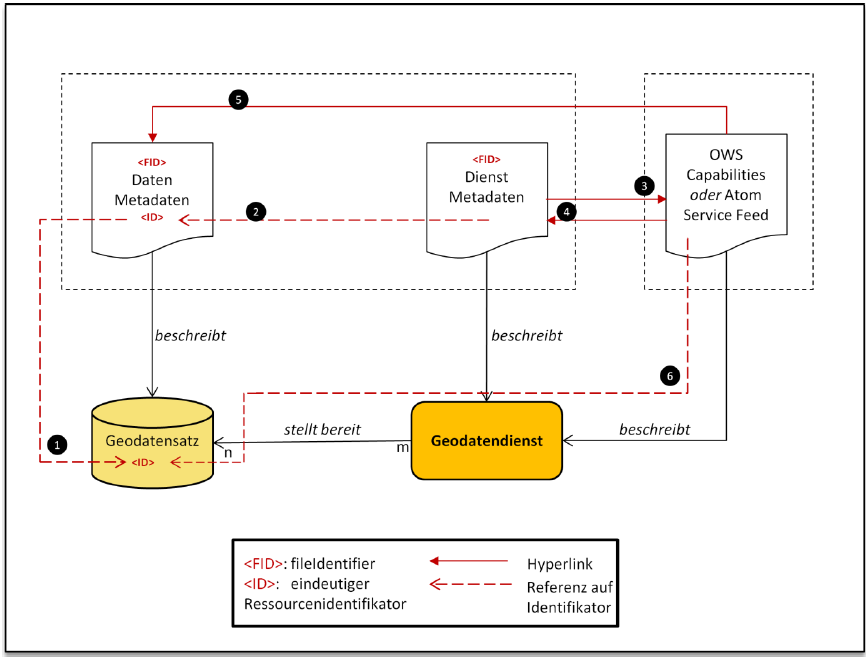 5
<FID>
Daten
Metadaten
<ID>
2
<FID>
Dienst
Metadaten
3
4
OWS
Capabilities
oder Atom
Service Feed
beschreibt
beschreibt
6
1
Geodatensatz
<ID>
n
stellt bereit
m
Geodatendienst
beschreibt
<FID>: fileIdentifier
<ID>: eindeutiger
Ressourcenidentifikator
Hyperlink
Referenz auf
Identifikator